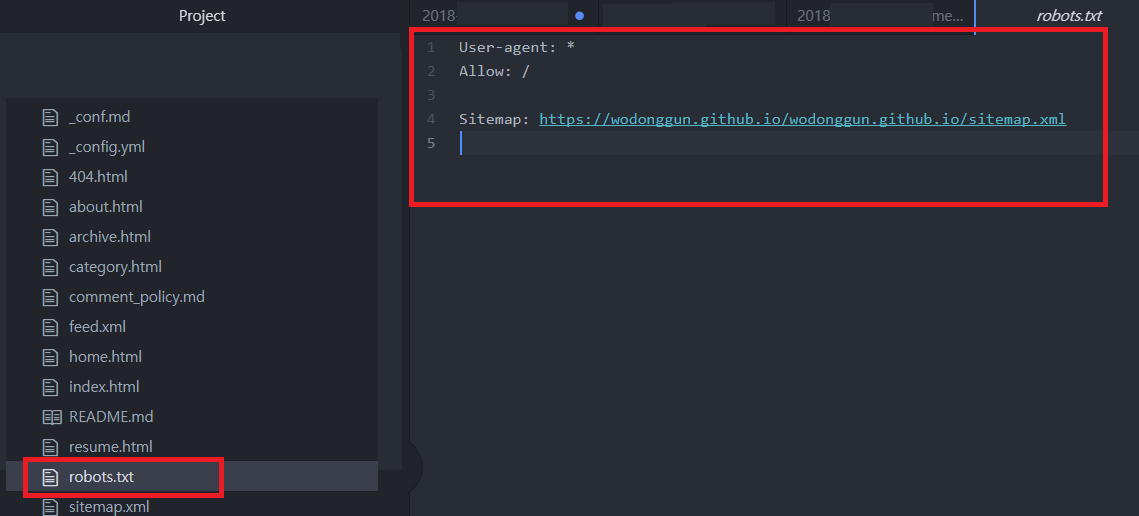 Project
2018-
2018
me...
robots.txt
_conf.md
_config.yml
404.html
about.html
archive.html
category.html
comment_policy.md
feed.xml
home.html
index.html
README.md
resume.html
robots.txt
sitemap.xml
1 User-agent: *
2 Allow: /
3
4 Sitemap: https://wodonggun.github.io/wodonggun.github.io/sitemap.xml
5